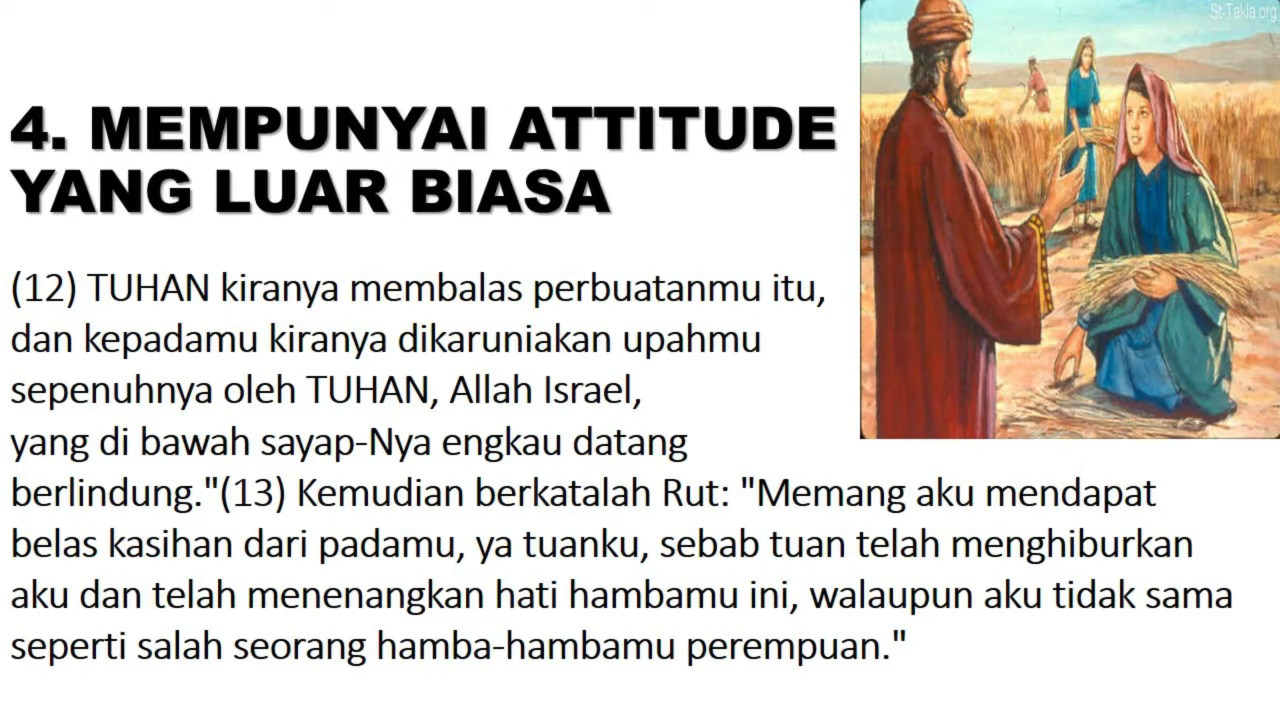 St-Takla.org
4. MEMPUNYAI ATTITUDE
YANG LUAR BIASA
(12) TUHAN kiranya membalas perbuatanmu itu,
dan kepadamu kiranya dikaruniakan upahmu
sepenuhnya oleh TUHAN, Allah Israel,
yang di bawah sayap-Nya engkau datang
berlindung."(13) Kemudian berkatalah Rut: "Memang aku mendapat
belas kasihan dari padamu, ya tuanku, sebab tuan telah menghiburkan
aku dan telah menenangkan hati hambamu ini, walaupun aku tidak sama
seperti salah seorang hamba-hambamu perempuan."